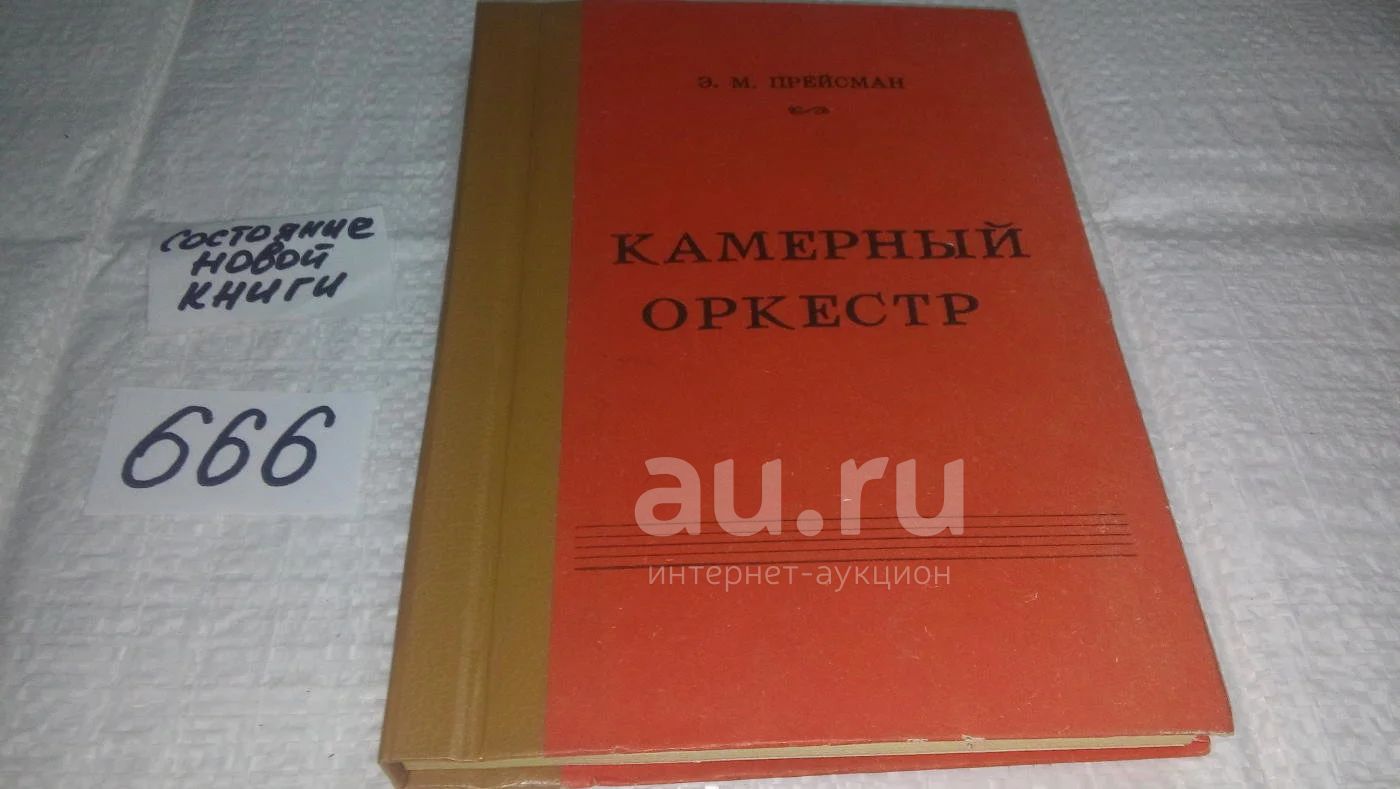 Э. М. ПРЕЙСМАН
КАМЕРНЫЙ
ОРКЕСТР
состояние
новой
книги
666
au.ru
интернет-аукцион